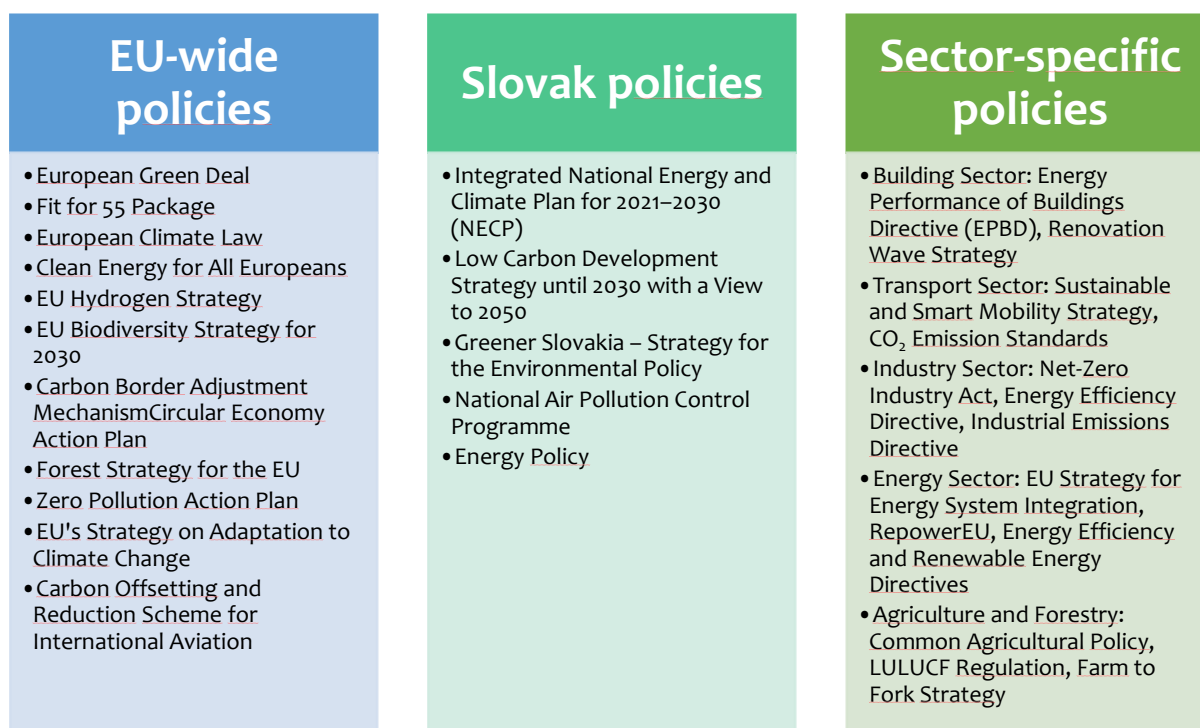 EU-wide
policies
•European Green Deal
•Fit for 55 Package
•European Climate Law
•Clean Energy for All Europeans
•EU Hydrogen Strategy
•EU Biodiversity Strategy for
2030
•Carbon Border Adjustment
MechanismCircular Economy
Action Plan
•Forest Strategy for the EU
•Zero Pollution Action Plan
•EU's Strategy on Adaptation to
Climate Change
•Carbon Offsetting and
Reduction Scheme for
International Aviation
Slovak policies
•Integrated National Energy and
Climate Plan for 2021–2030
(NECP)
•Low Carbon Development
Strategy until 2030 with a View
to 2050
•Greener Slovakia – Strategy for
the Environmental Policy
•National Air Pollution Control
Programme
•Energy Policy
Sector-specific
policies
•Building Sector: Energy
Performance of Buildings
Directive (EPBD), Renovation
Wave Strategy
•Transport Sector: Sustainable
and Smart Mobility Strategy,
CO₂ Emission Standards
•Industry Sector: Net-Zero
Industry Act, Energy Efficiency
Directive, Industrial Emissions
Directive
•Energy Sector: EU Strategy for
Energy System Integration,
RepowerEU, Energy Efficiency
and Renewable Energy
Directives
•Agriculture and Forestry:
Common Agricultural Policy,
LULUCF Regulation, Farm to
Fork Strategy